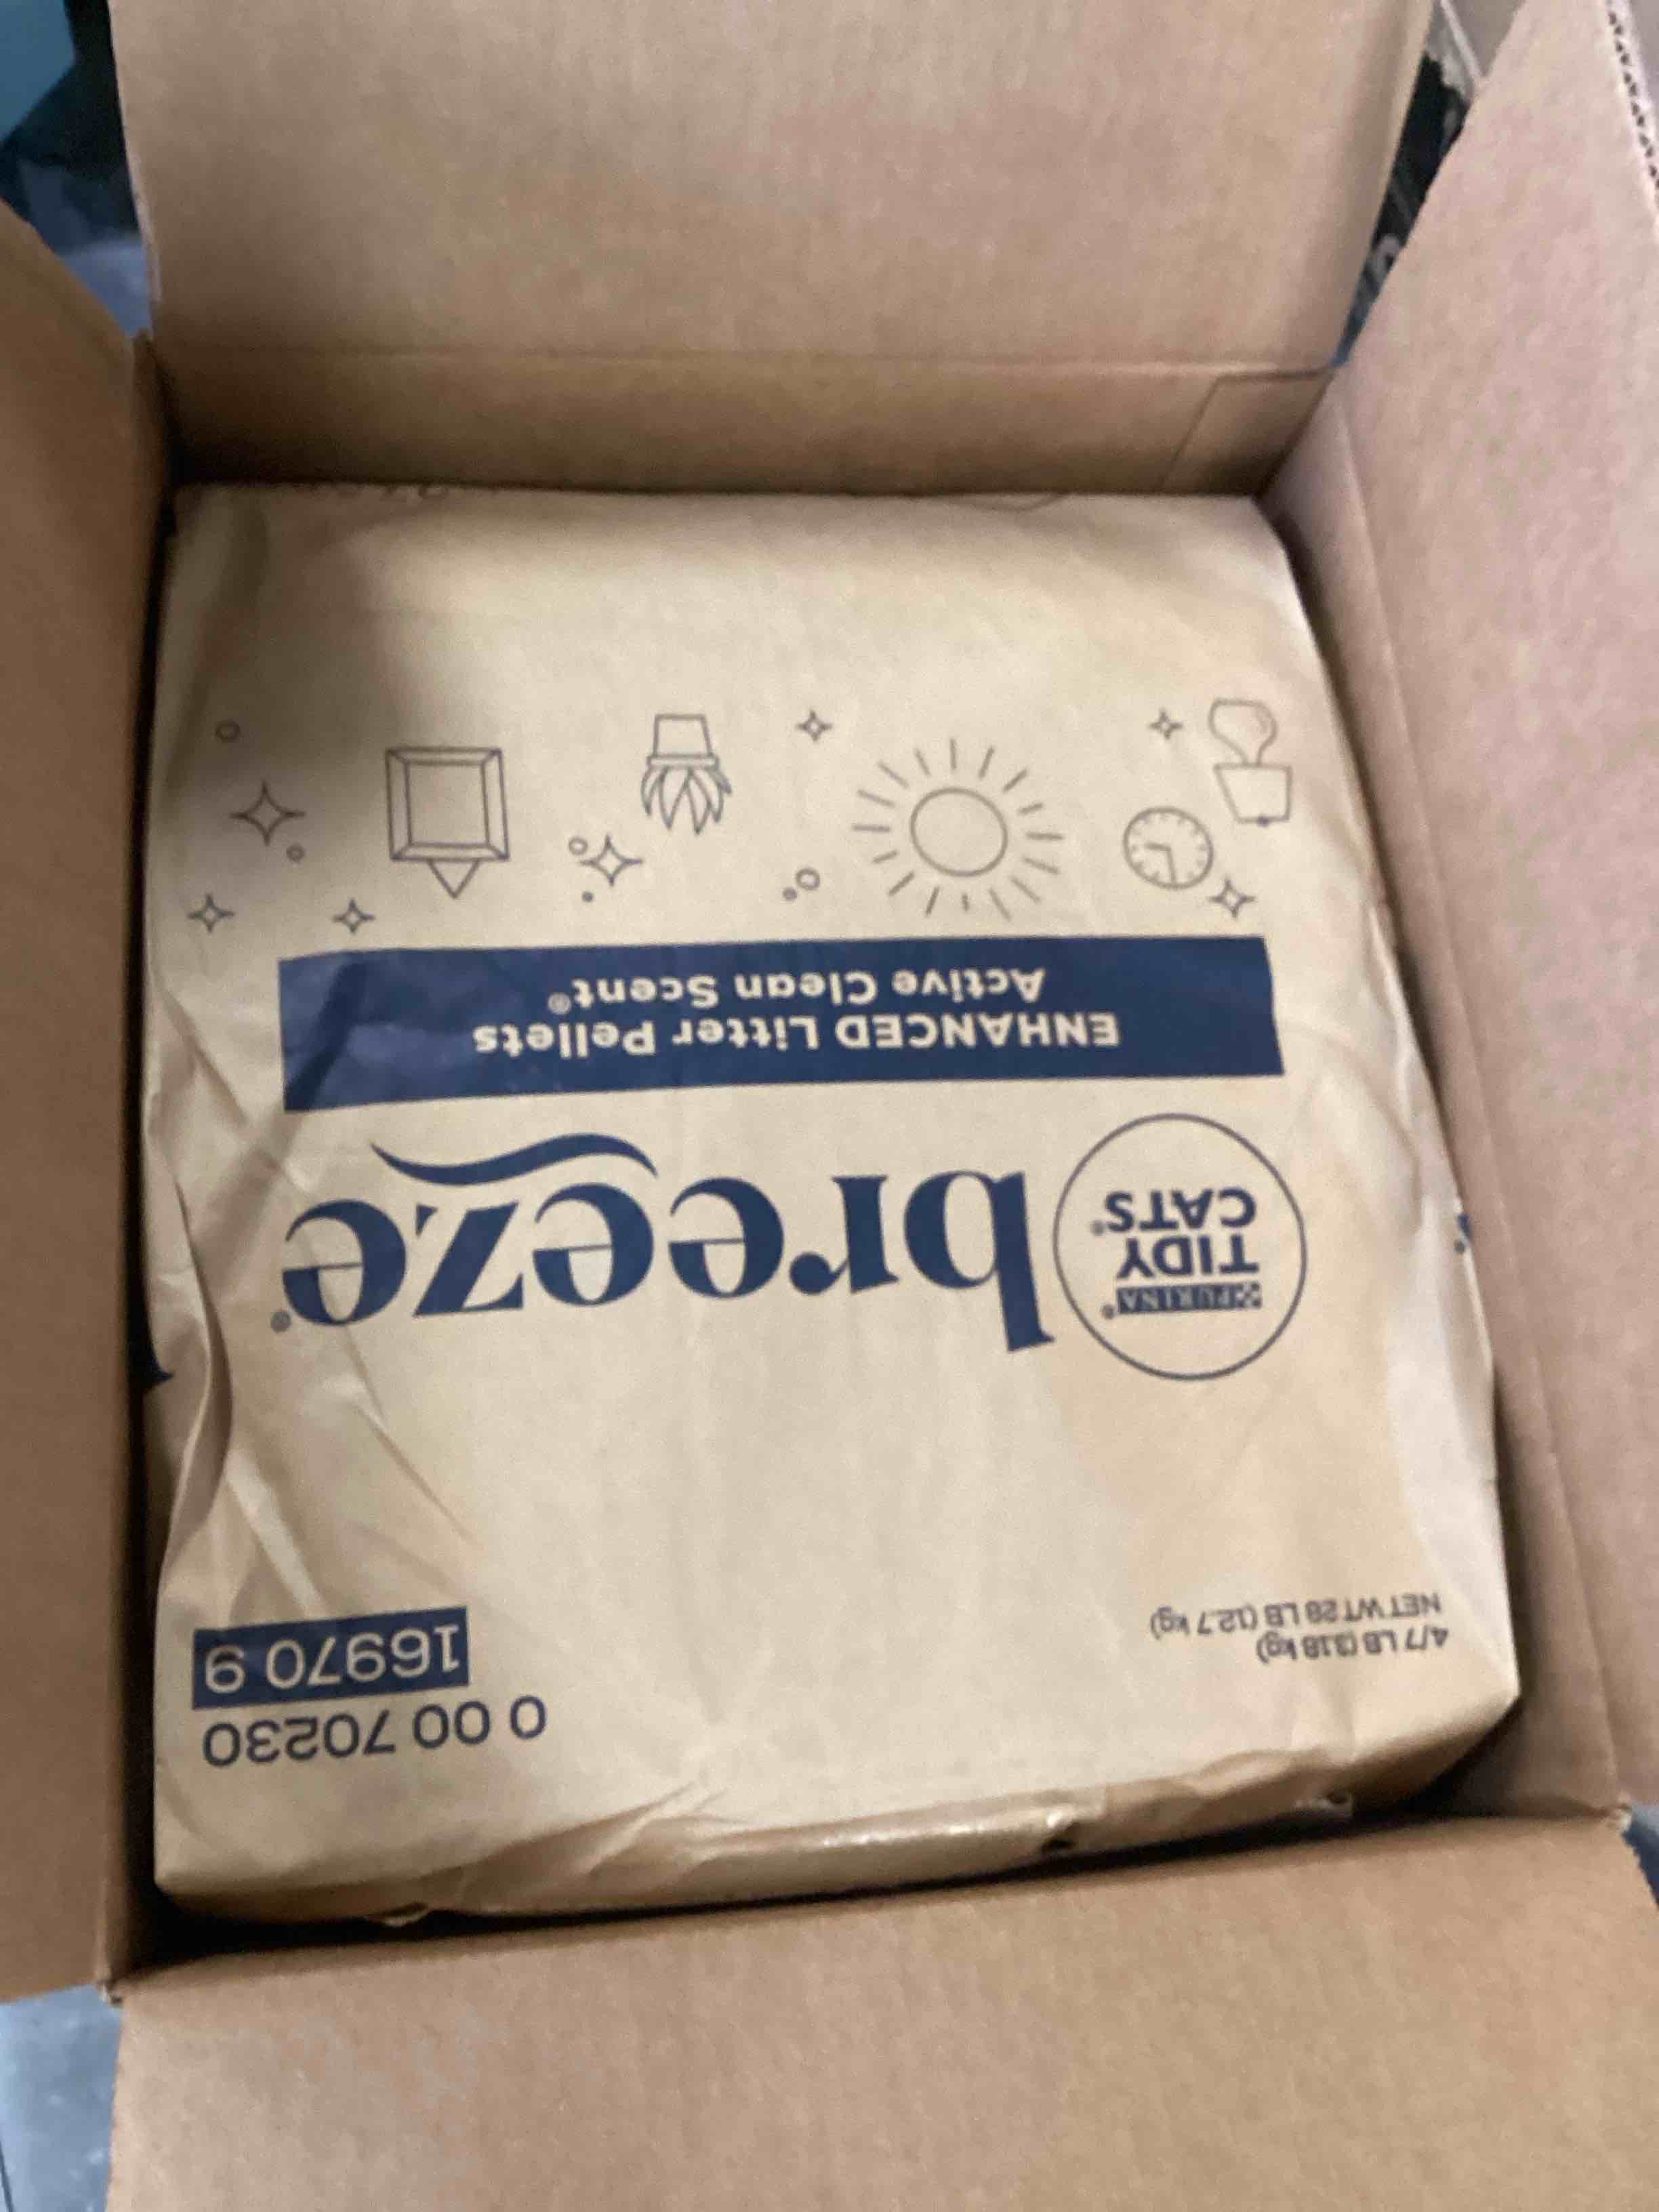 0 00 70230
16970 9
4/7 LB (3.18 kg)
NET WT 28 LB (12.7 kg)
PURINA®
TIDY
CATS®
breeze®
ENHANCED Litter Pellets
Active Clean Scent®